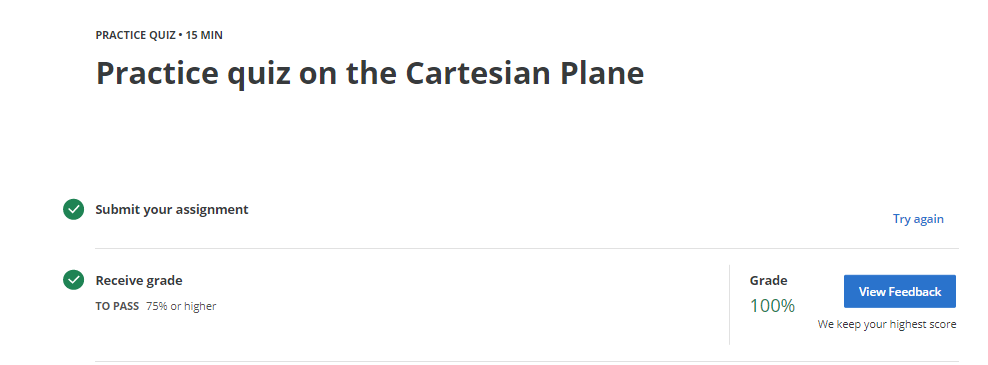 PRACTICE QUIZ • 15 MIN
Practice quiz on the Cartesian Plane
Submit your assignment
Try again
Receive grade
TO PASS 75% or higher
Grade
100%
View Feedback
We keep your highest score